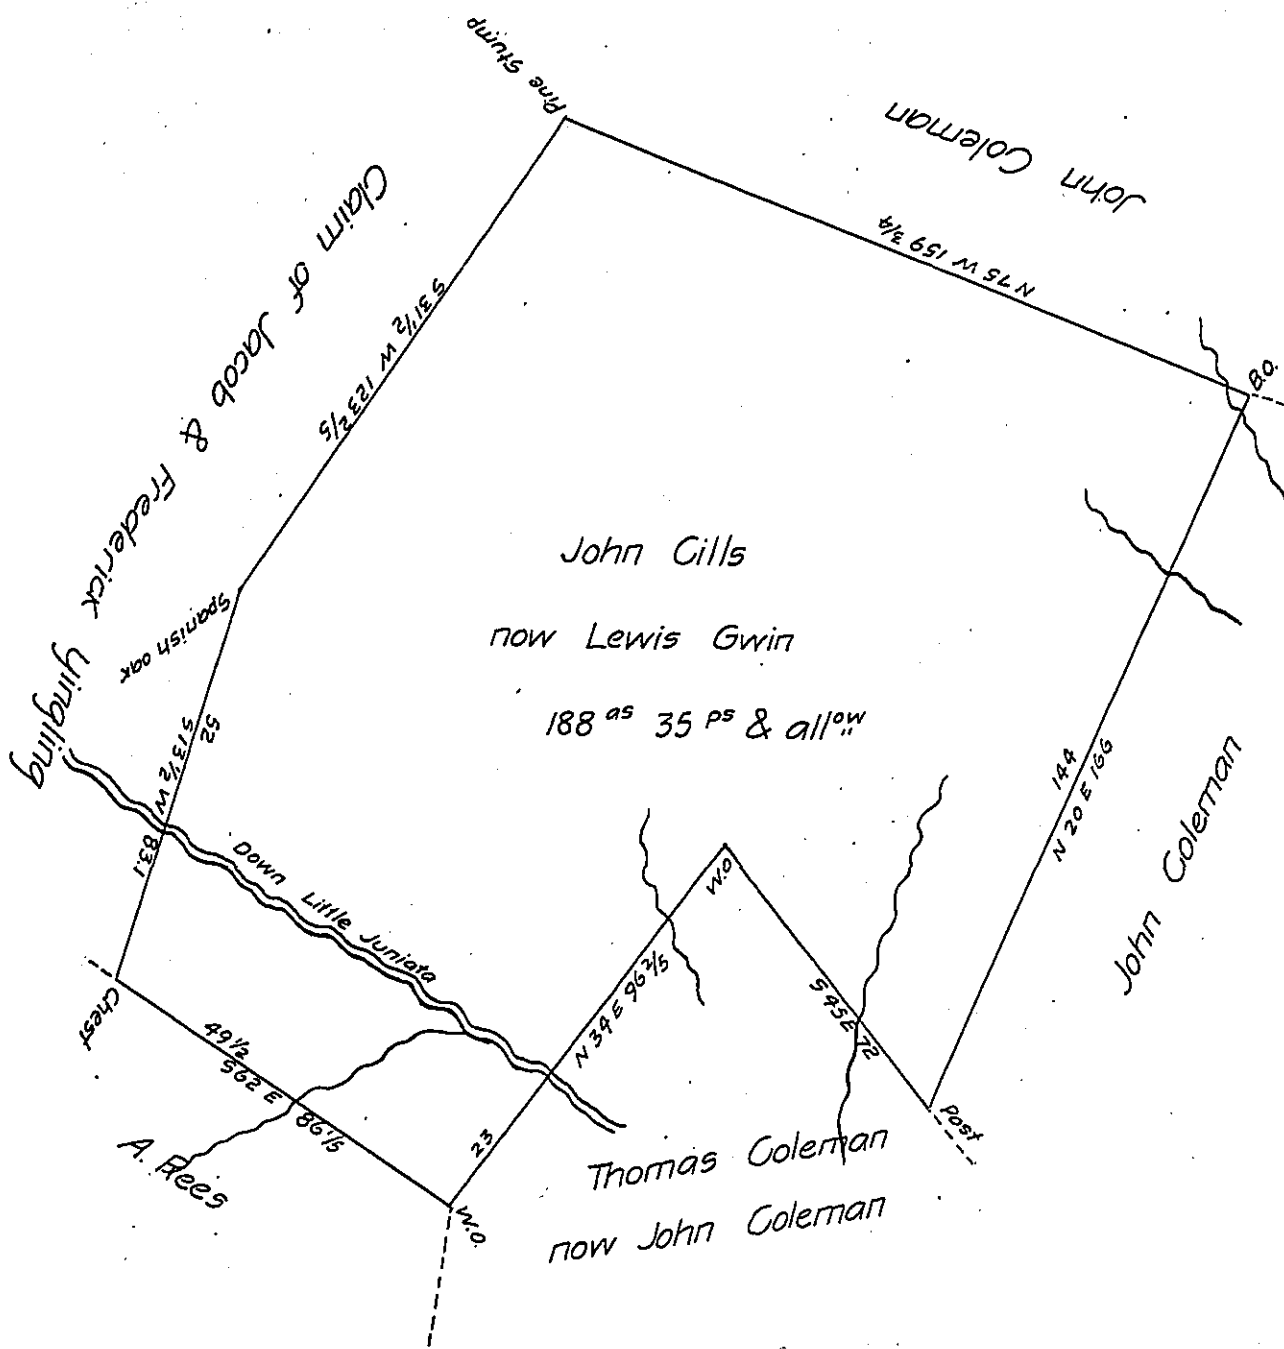 Pine Stump
John Coleman
N 75 W 159 3/4
B.O.
Claim of Jacob & Frederick Yingling
S 31 1/2 W 123 2/5
Spanish oak
52
S 13 1/2 W 83.1
John Gills
now Lewis Gwin
188 as 35 ps & allow
144
N 20 E 166
John Coleman
Down Little Juniata
W.O
N 34 E 96 2/5
23
S 45 E 72
Post
Chest
49 1/2
S 62 E 86 1/5
A. Rees
W.O.
Thomas Coleman
now John Coleman